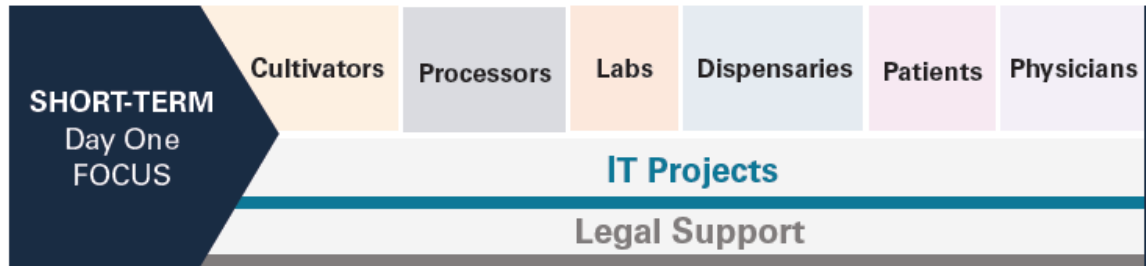 SHORT-TERM
Day One
FOCUS
Cultivators
Processors
Labs
Dispensaries
Patients
Physicians
IT Projects
Legal Support